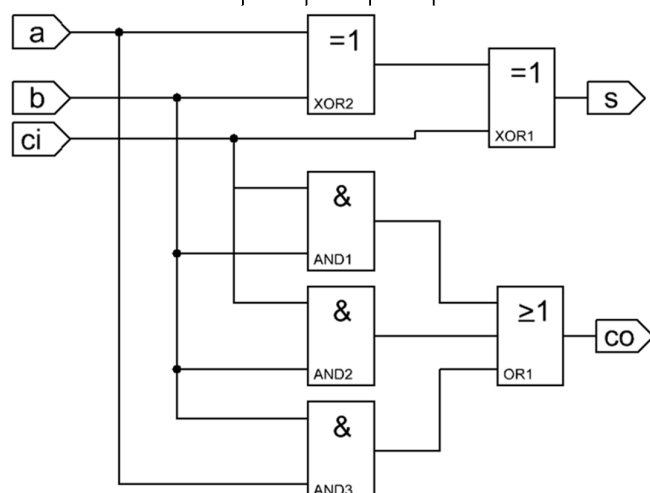 a
=1
XOR2
=1
XOR1
s
b
ci
&
AND1
&
AND2
≥1
OR1
co
&
AND3